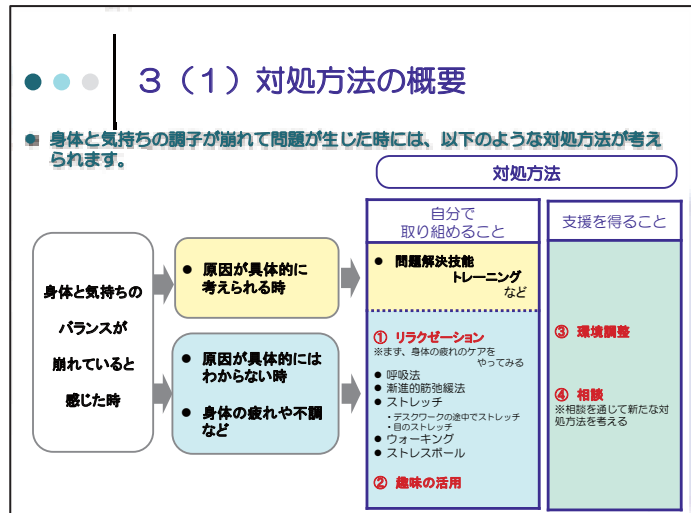 3（1）対処方法の概要
身体と気持ちの調子が崩れて問題が生じた時には、以下のような対処方法が考え
られます。
対処方法
自分で
取り組めること
支援を得ること
身体と気持ちの
バランスが
崩れていると
感じた時
● 原因が具体的に
考えられる時
● 問題解決技能
トレーニング
など
● 原因が具体的には
わからない時
● 身体の疲れや不調
など
① リラクゼーション
※まず、身体の疲れのケアを
やってみる
● 呼吸法
● 漸進的筋弛緩法
● ストレッチ
・デスクワークの途中でストレッチ
・目のストレッチ
● ウォーキング
● ストレスボール
② 趣味の活用
③ 環境調整
④ 相談
※相談を通じて新たな対
処方法を考える